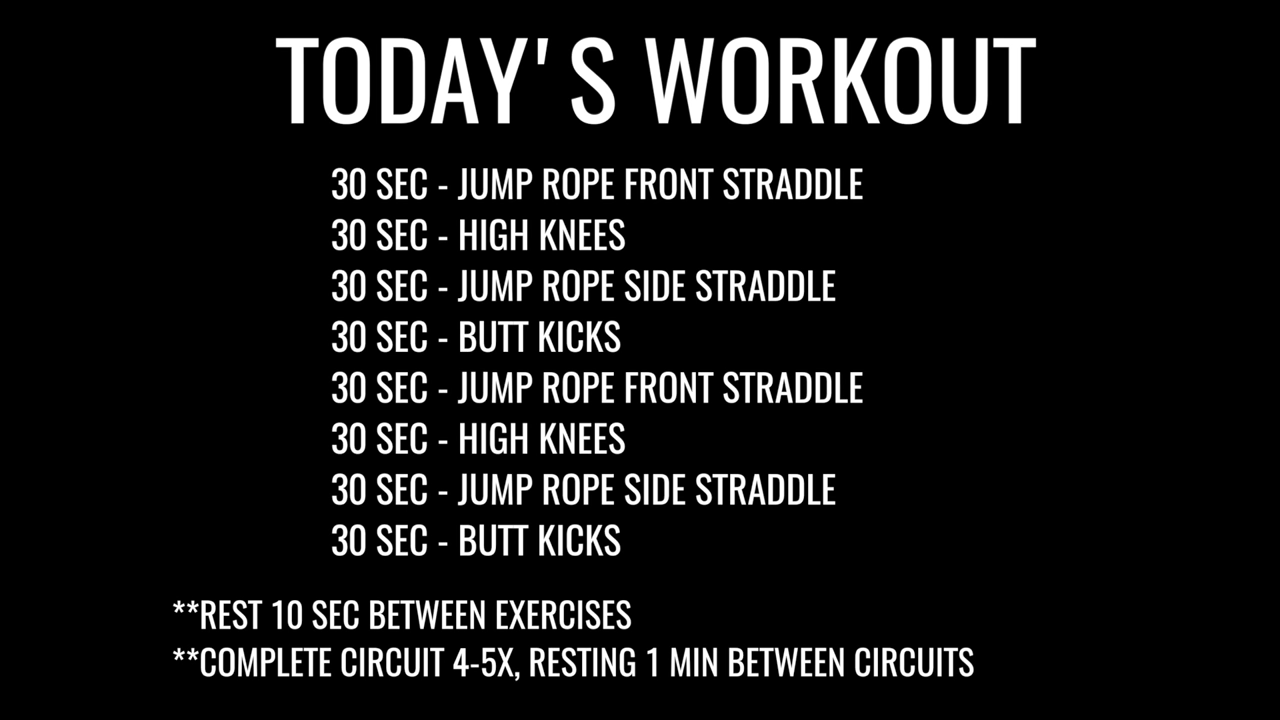 TODAY'S WORKOUT
30 SEC - JUMP ROPE FRONT STRADDLE
30 SEC - HIGH KNEES
30 SEC - JUMP ROPE SIDE STRADDLE
30 SEC - BUTT KICKS
30 SEC - JUMP ROPE FRONT STRADDLE
30 SEC - HIGH KNEES
30 SEC - JUMP ROPE SIDE STRADDLE
30 SEC - BUTT KICKS
**REST 10 SEC BETWEEN EXERCISES
**COMPLETE CIRCUIT 4-5X, RESTING 1 MIN BETWEEN CIRCUITS